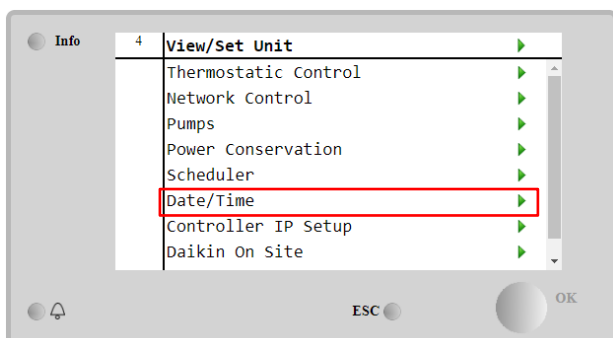 Info
4 View/Set Unit
Thermostatic Control
Network Control
Pumps
Power Conservation
Scheduler
Date/Time
Controller IP Setup
Daikin On Site
ESC
OK